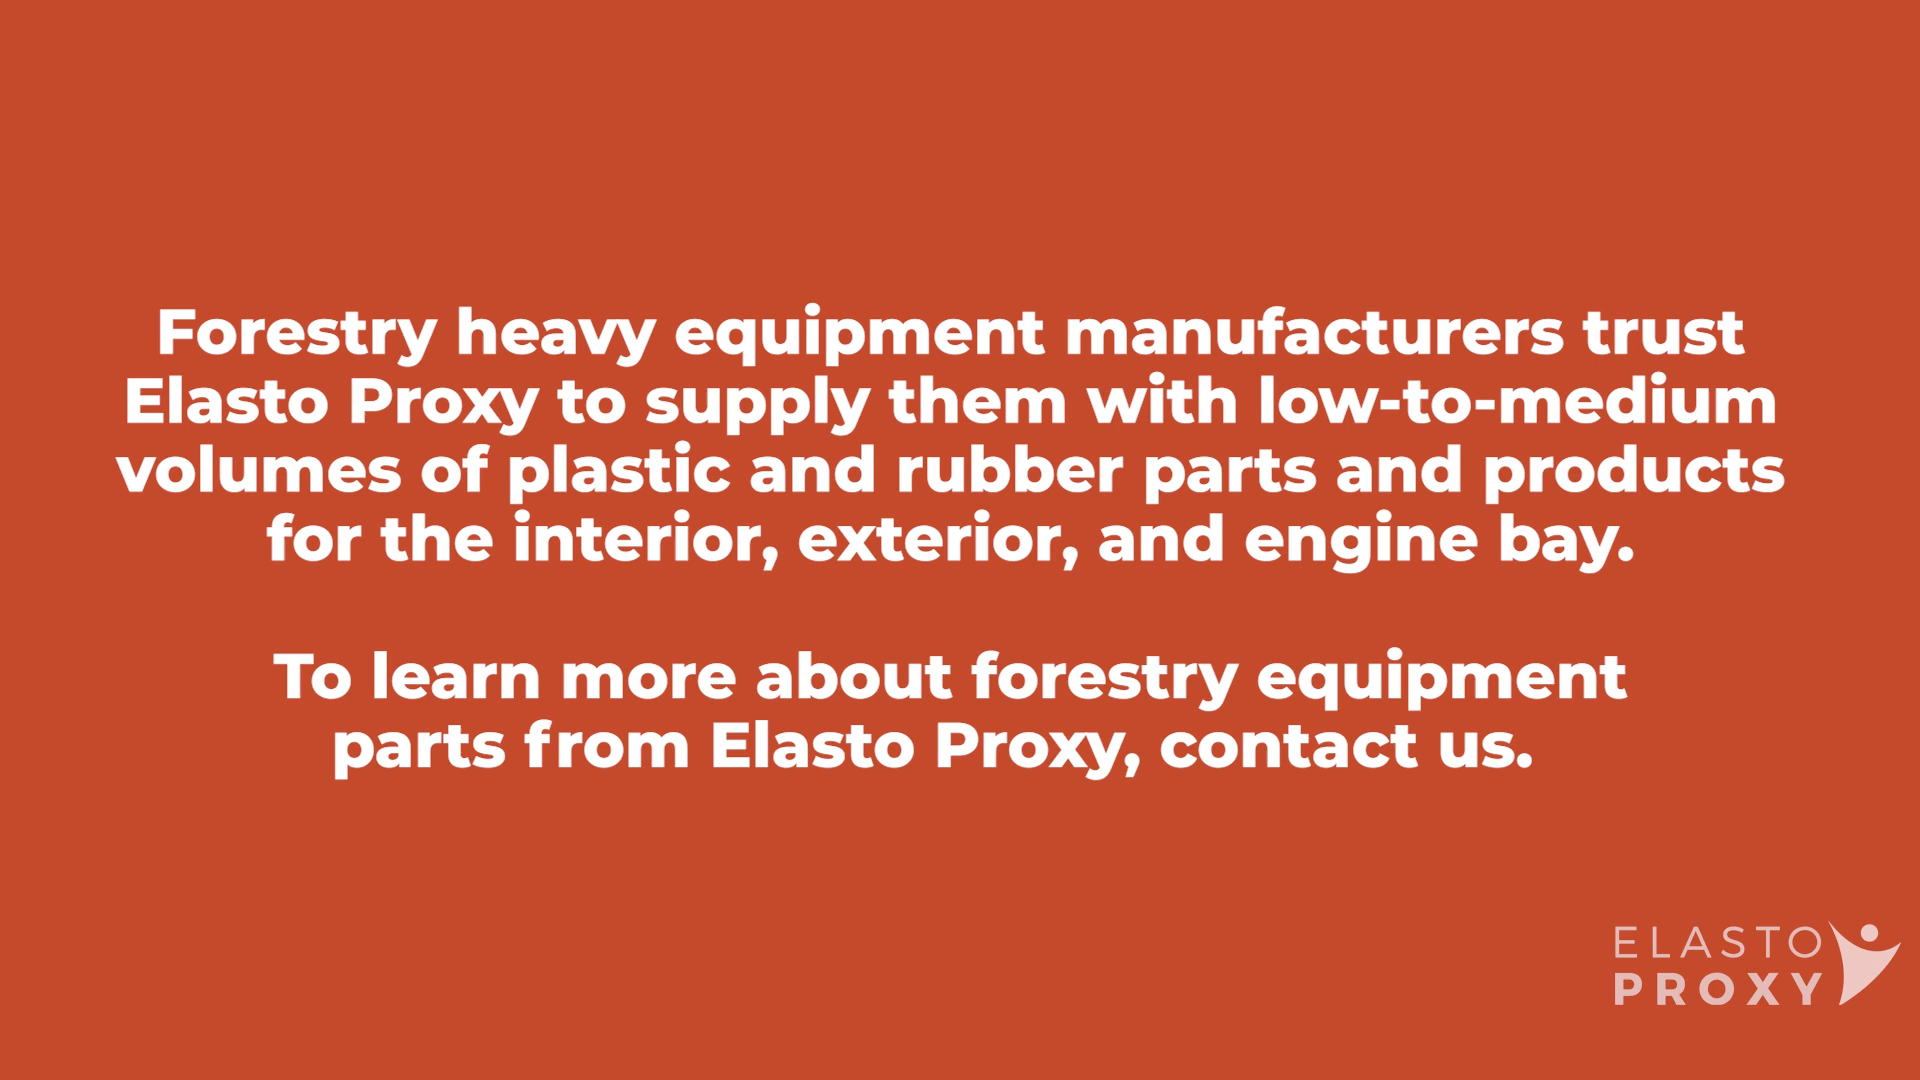 Forestry heavy equipment manufacturers trust
Elasto Proxy to supply them with low-to-medium
volumes of plastic and rubber parts and products
for the interior, exterior, and engine bay.
To learn more about forestry equipment
parts from Elasto Proxy, contact us.
ELASTO
PROXY